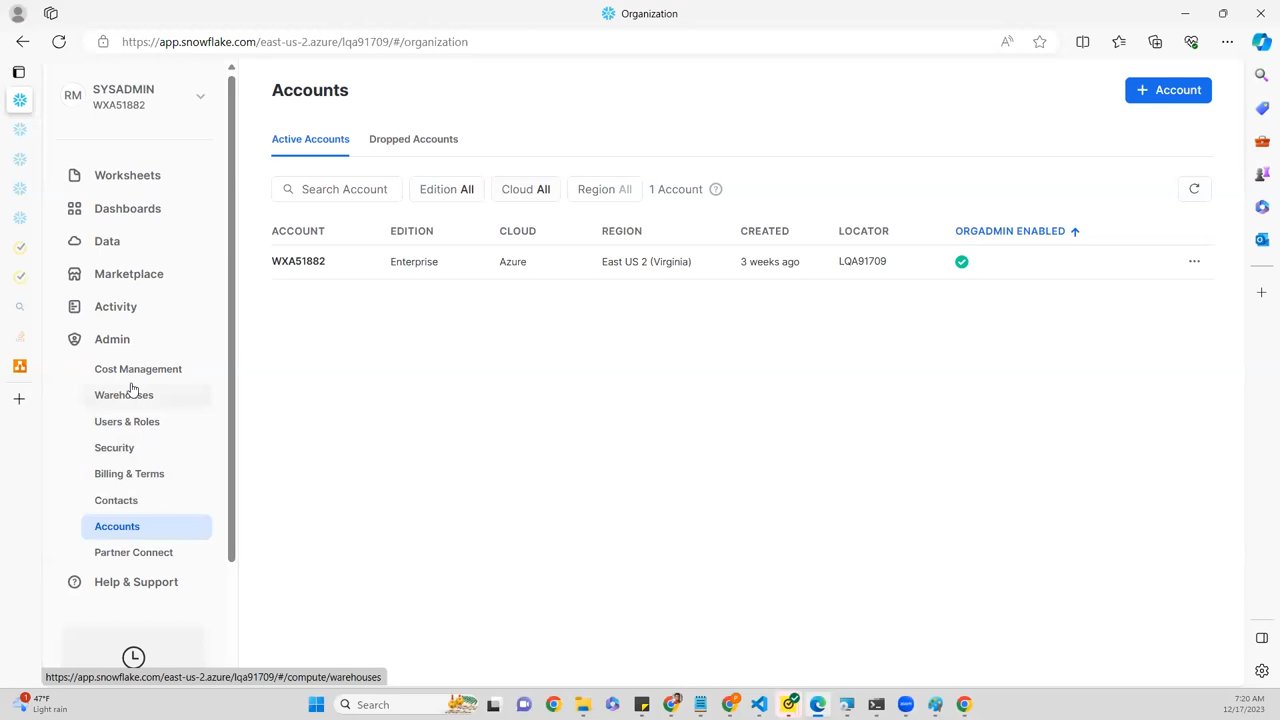 Organization
https://app.snowflake.com/east-us-2.azure/lqa91709/#/organization
RM
SYSADMIN
WXA51882
Worksheets
Dashboards
Data
Marketplace
Activity
Admin
Cost Management
Warehouses
Users & Roles
Security
Billing & Terms
Contacts
Accounts
Partner Connect
Help & Support
Accounts
+ Account
Active Accounts Dropped Accounts
Search Account Edition All Cloud All Region All 1 Account ?
ACCOUNT EDITION CLOUD REGION CREATED LOCATOR ORGADMIN ENABLED
WXA51882 Enterprise Azure East US 2 (Virginia) 3 weeks ago LQA91709
https://app.snowflake.com/east-us-2.azure/lqa91709/#/compute/warehouses
1
47°F
Light rain
Search
7:20 AM
12/17/2023